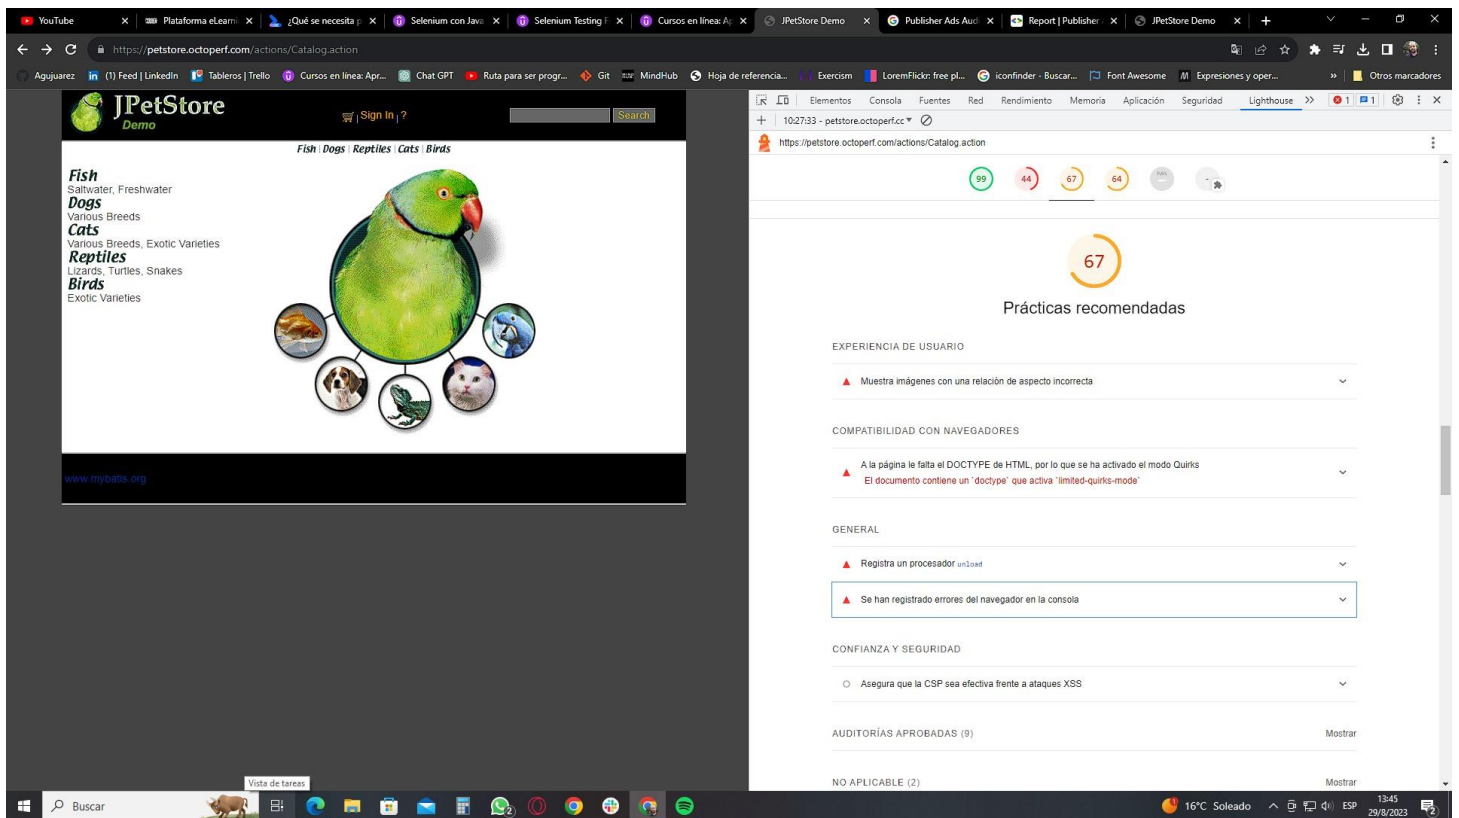 YouTube
Plataforma eLearni
¿Qué se necesita p
Selenium con Java
Selenium Testing F
Cursos en línea: Ap
JPetStore Demo
Publisher Ads Aud
Report | Publisher
JPetStore Demo
https://petstore.octoperf.com/actions/Catalog.action
Agujuarez
(1) Feed | LinkedIn
Tableros | Trello
Cursos en línea: Apr...
Chat GPT
Ruta para ser progr...
Git
MindHub
Hoja de referencia...
Exercism
LoremFlickr: free pl...
iconfinder - Buscar...
Font Awesome
Expresiones y oper...
»
Otros marcadores
JPetStore
Demo
Sign In | ?
Search
Fish | Dogs | Reptiles | Cats | Birds
Fish
Saltwater, Freshwater
Dogs
Various Breeds
Cats
Various Breeds, Exotic Varieties
Reptiles
Lizards, Turtles, Snakes
Birds
Exotic Varieties
www.mybatis.org
Elementos
Consola
Fuentes
Red
Rendimiento
Memoria
Aplicación
Seguridad
Lighthouse
1
1
10:27:33 - petstore.octoperf.cc
https://petstore.octoperf.com/actions/Catalog.action
99
44
67
64
67
Prácticas recomendadas
EXPERIENCIA DE USUARIO
Muestra imágenes con una relación de aspecto incorrecta
COMPATIBILIDAD CON NAVEGADORES
A la página le falta el DOCTYPE de HTML, por lo que se ha activado el modo Quirks
El documento contiene un `doctype` que activa `limited-quirks-mode`
GENERAL
Registra un procesador unload
Se han registrado errores del navegador en la consola
CONFIANZA Y SEGURIDAD
Asegura que la CSP sea efectiva frente a ataques XSS
AUDITORÍAS APROBADAS (9)
Mostrar
NO APLICABLE (2)
Mostrar
Vista de tareas
Buscar
16°C Soleado
ESP
13:45
29/8/2023
2